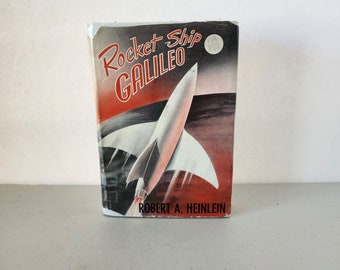 Rocket Ship
GALILEO
ROBERT A. HEINLEIN